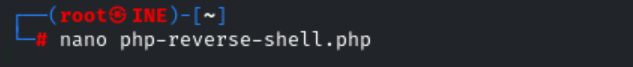 ┌──(root㉿INE)-[~]
└─# nano php-reverse-shell.php